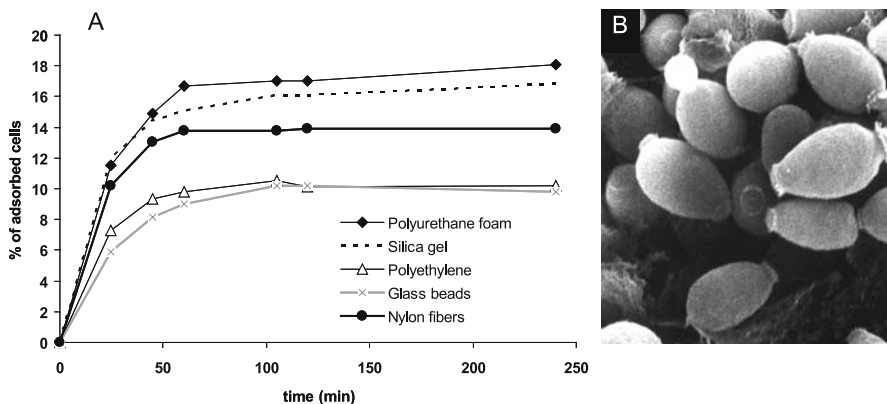 A
B
20
18
16
14
12
10
8
6
4
2
0
% of adsorbed cells
Polyurethane foam
Silica gel
Polyethylene
Glass beads
Nylon fibers
0 50 100 150 200 250
time (min)